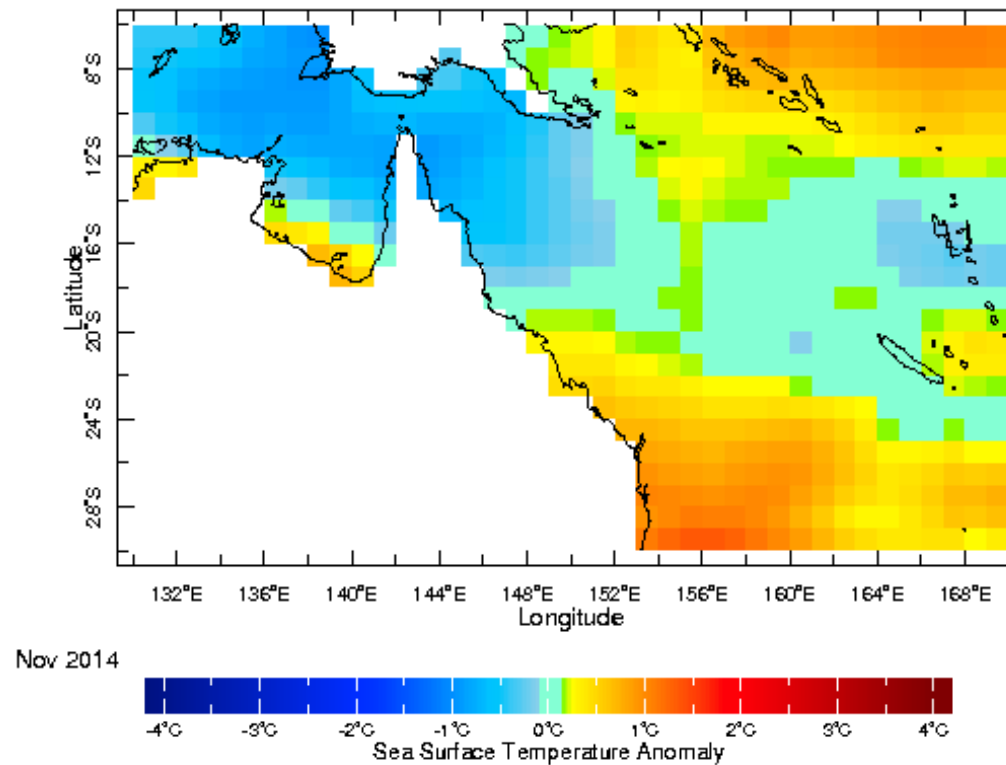 8°S
12°S
16°S
20°S
24°S
28°S
Latitude
132°E 136°E 140°E 144°E 148°E 152°E 156°E 160°E 164°E 168°E
Longitude
Nov 2014
-4°C -3°C -2°C -1°C 0°C 1°C 2°C 3°C 4°C
Sea Surface Temperature Anomaly